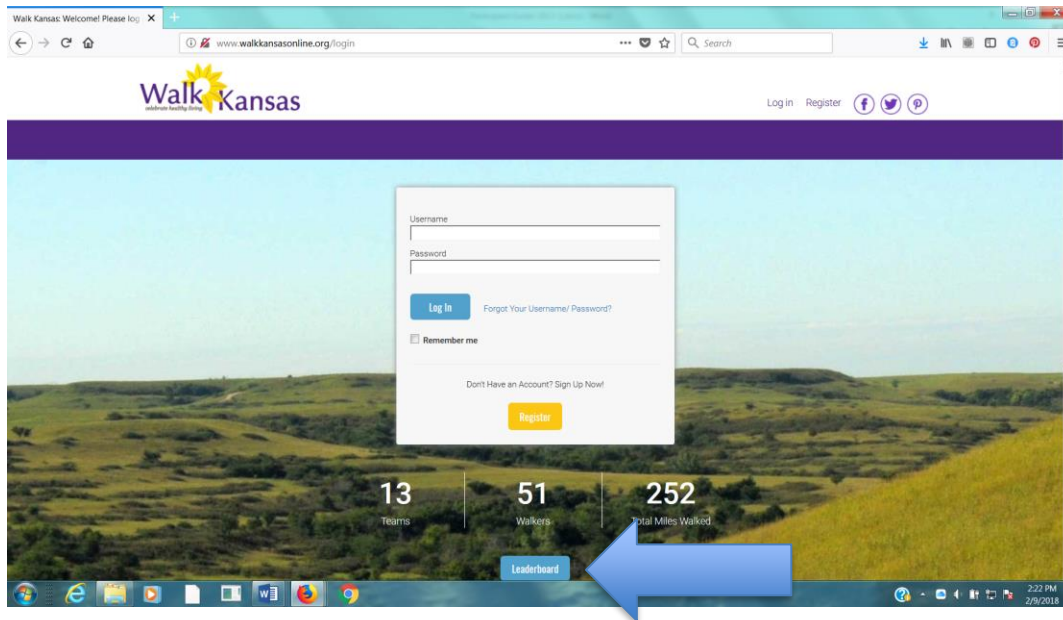 Walk Kansas: Welcome! Please log
www.walkkansasonline.org/login
Search
Walk Kansas
celebrate healthy living
Log in Register
Username
Password
Log In Forgot Your Username/ Password?
Remember me
Don't Have an Account? Sign Up Now!
Register
13 51 252
Teams Walkers Total Miles Walked
Leaderboard
2:22 PM
2/9/2018